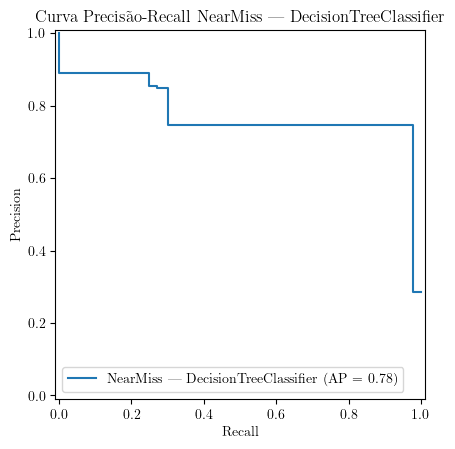 Curva Precisão-Recall NearMiss — DecisionTreeClassifier
1.0
0.8
0.6
0.4
0.2
0.0
Precision
NearMiss — DecisionTreeClassifier (AP = 0.78)
0.0 0.2 0.4 0.6 0.8 1.0
Recall